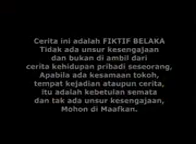 Cerita ini adalah FIKTIF BELAKA
Tidak ada unsur kesengajaan
dan bukan di ambil dari
cerita kehidupan pribadi seseorang,
Apabila ada kesamaan tokoh,
tempat kejadian ataupun cerita,
itu adalah kebetulan semata
dan tak ada unsur kesengajaan,
Mohon di Maafkan.